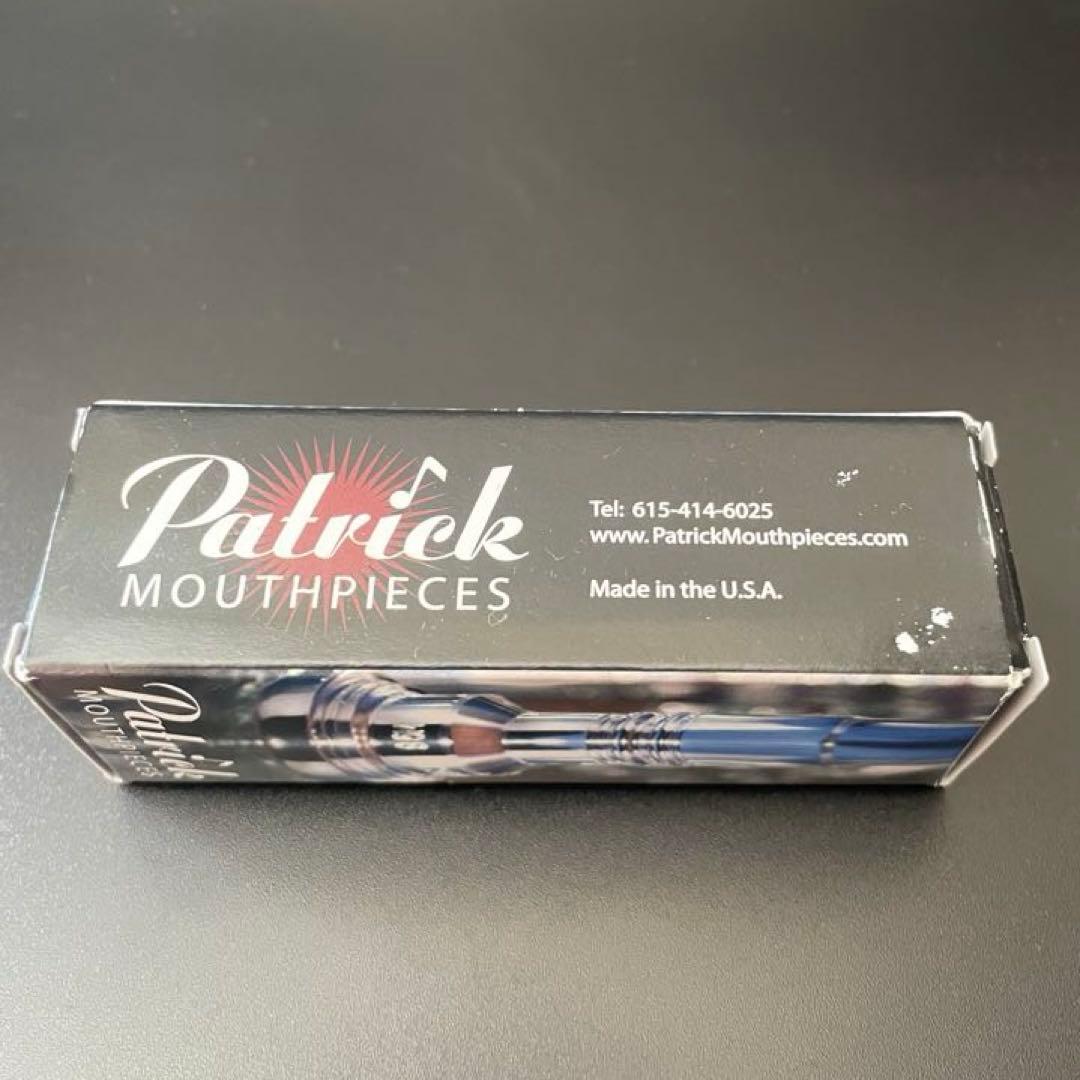 Patrick
MOUTHPIECES
Tel: 615-414-6025
www.PatrickMouthpieces.com
Made in the U.S.A.
Patrick
MOUTHPIECES